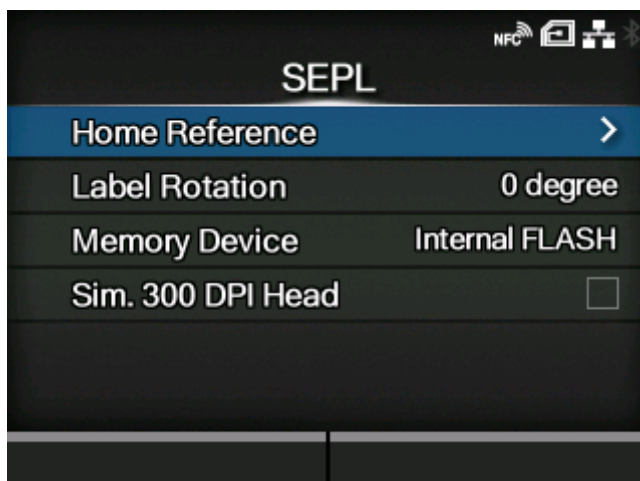 NFC
SEPL
Home Reference
Label Rotation 0 degree
Memory Device Internal FLASH
Sim. 300 DPI Head